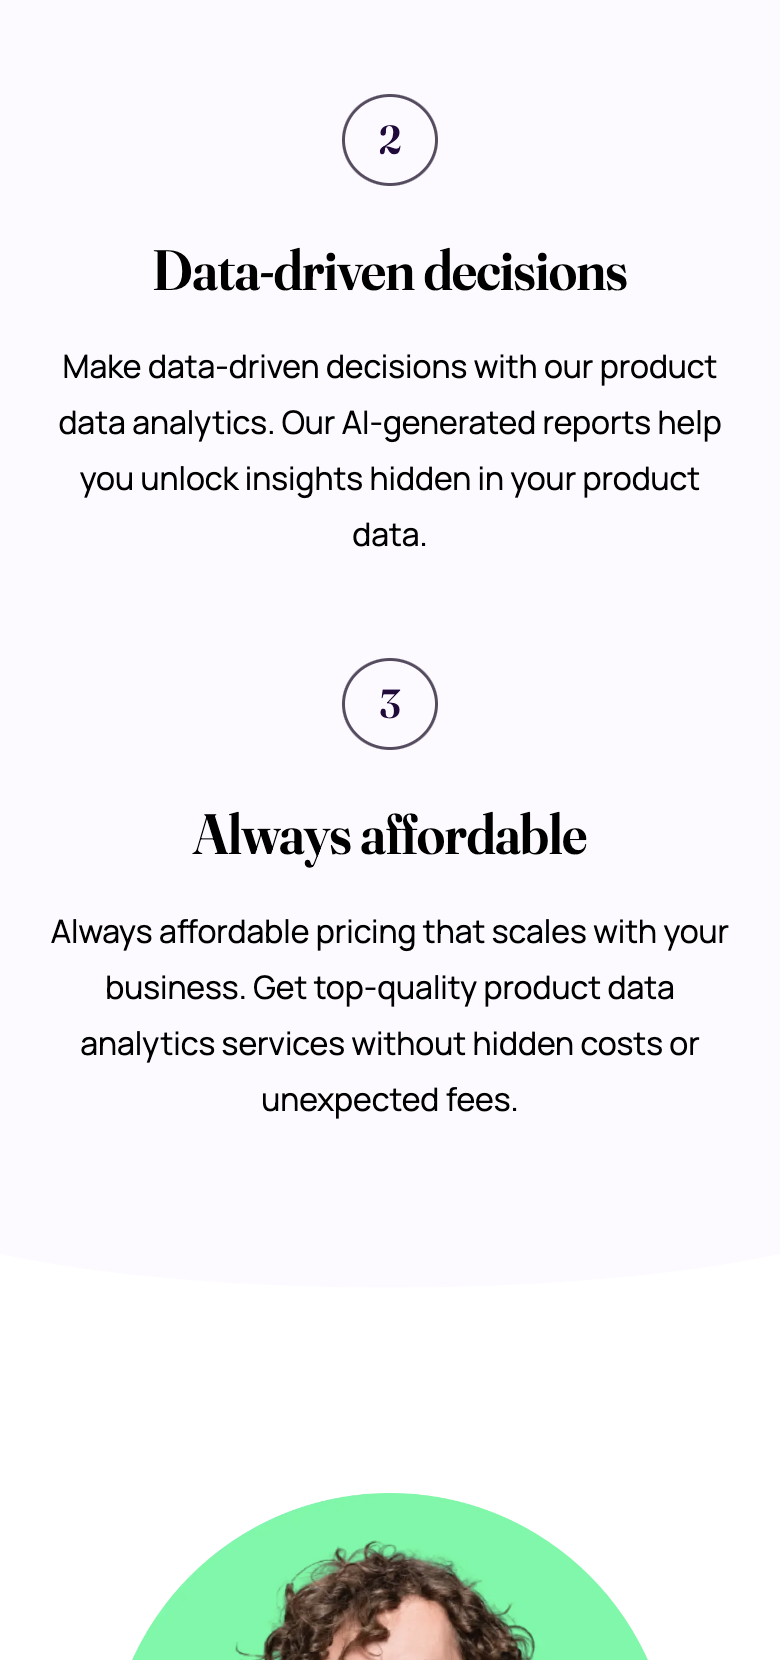 2
Data-driven decisions
Make data-driven decisions with our product
data analytics. Our AI-generated reports help
you unlock insights hidden in your product
data.
3
Always affordable
Always affordable pricing that scales with your
business. Get top-quality product data
analytics services without hidden costs or
unexpected fees.